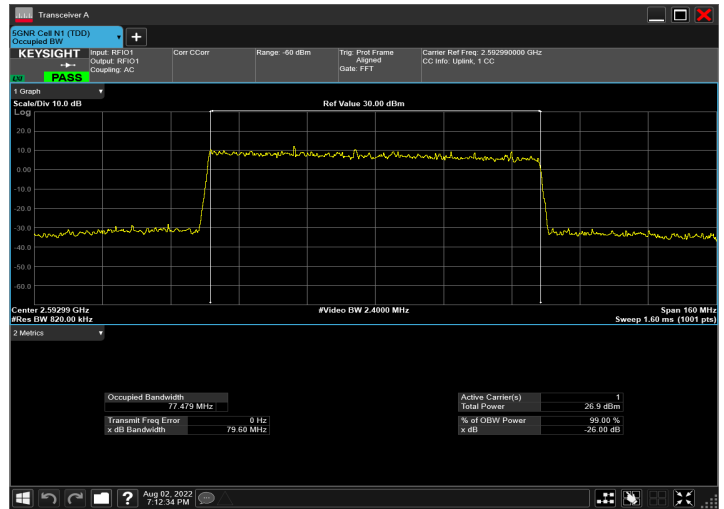 Transceiver A
5GNR Cell N1 (TDD)
Occupied BW
KEYSIGHT
LXI
PASS
Input: RFIO1
Output: RFIO1
Coupling: AC
Corr CCorr
Range: -60 dBm
Trig: Prot Frame
Aligned
Gate: FFT
Carrier Ref Freq: 2.592990000 GHz
CC Info: Uplink, 1 CC
1 Graph
Scale/Div 10.0 dB
Ref Value 30.00 dBm
Log
20.0
10.0
0.00
-10.0
-20.0
-30.0
-40.0
-50.0
-60.0
Center 2.59299 GHz
#Video BW 2.4000 MHz
Span 160 MHz
#Res BW 820.00 kHz
Sweep 1.60 ms (1001 pts)
2 Metrics
Occupied Bandwidth
77.479 MHz
Transmit Freq Error 0 Hz
x dB Bandwidth 79.60 MHz
Active Carrier(s) 1
Total Power 26.9 dBm
% of OBW Power 99.00 %
x dB -26.00 dB
Aug 02, 2022
7:12:34 PM